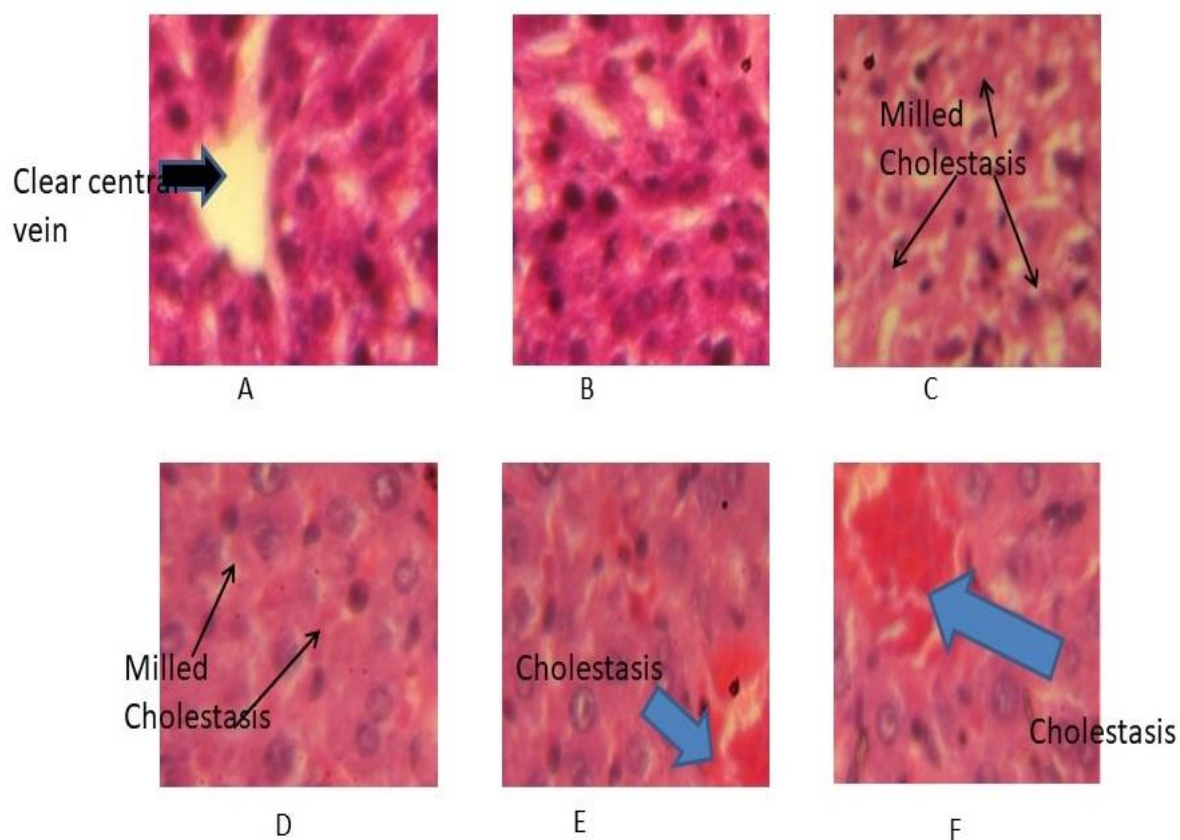 Clear central
vein
Milled
Cholestasis
A
B
C
Milled
Cholestasis
Cholestasis
Cholestasis
D
E
F